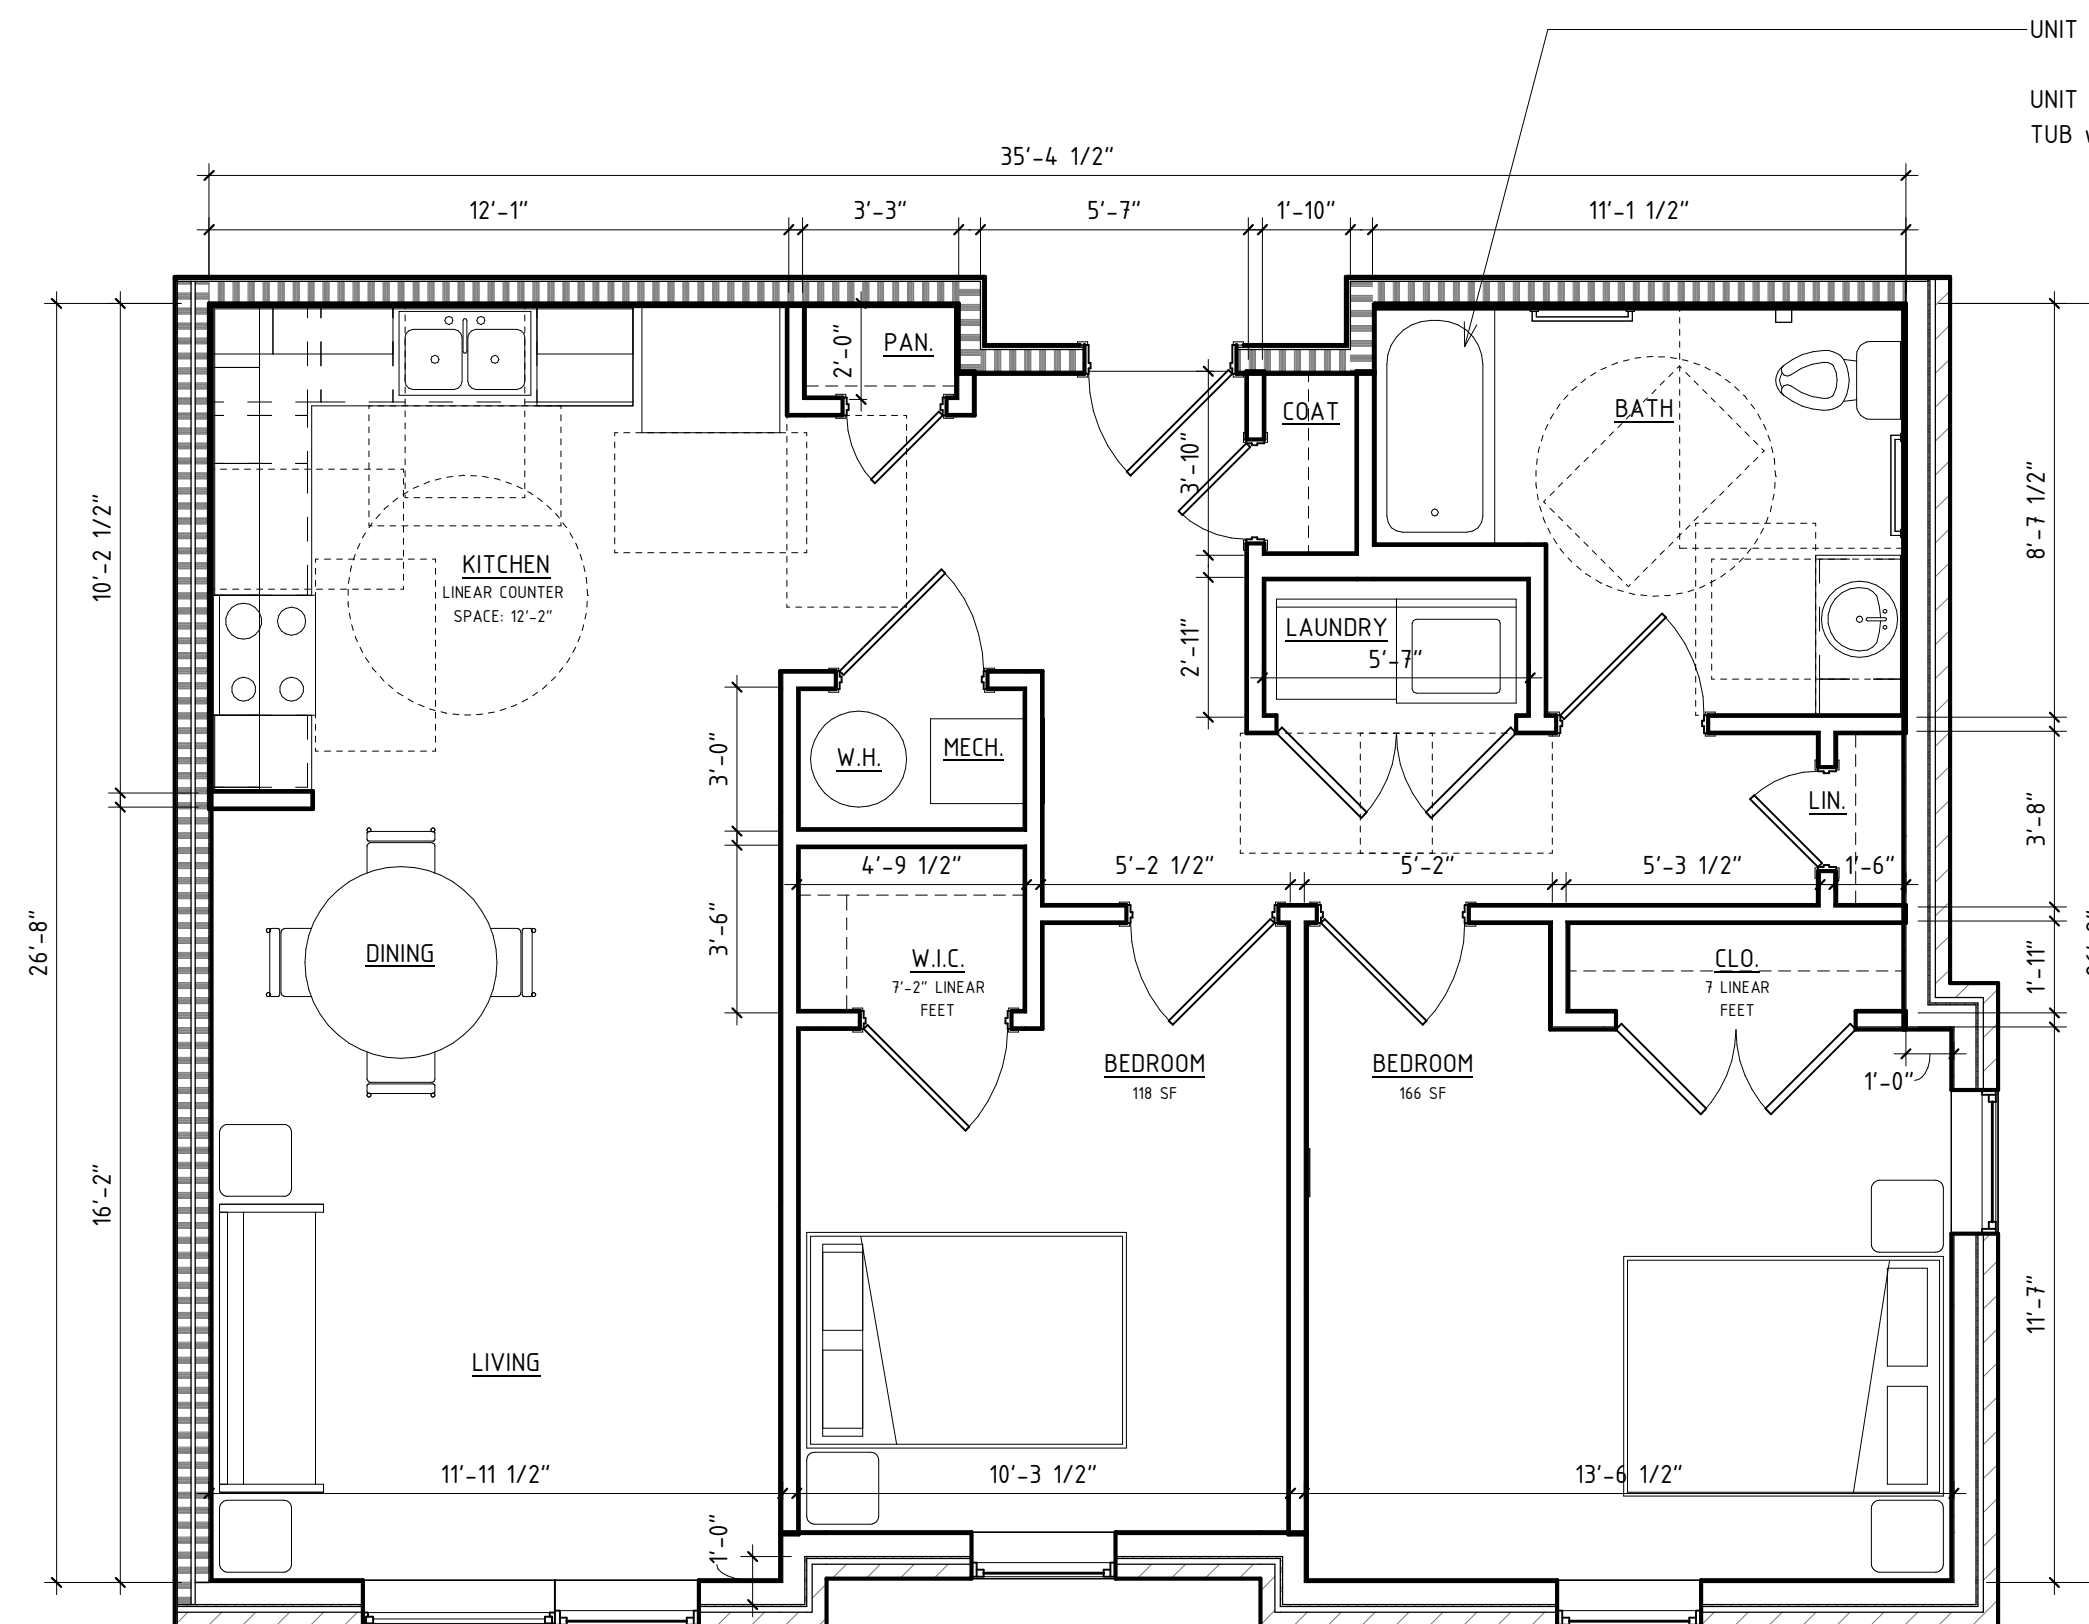 UNIT
UNIT
TUB
35'-4 1/2"
12'-1"
3'-3"
5'-7"
1'-10"
11'-1 1/2"
2'-0"
PAN.
COAT
BATH
3'-10"
10'-2 1/2"
8'-7 1/2"
KITCHEN
LINEAR COUNTER
SPACE: 12'-2"
LAUNDRY
5'-7"
2'-11"
3'-0"
W.H.
MECH.
LIN.
3'-8"
4'-9 1/2"
5'-2 1/2"
5'-2"
5'-3 1/2"
1'-6"
26'-8"
3'-6"
DINING
W.I.C.
7'-2" LINEAR
FEET
CLO.
7 LINEAR
FEET
1'-11"
BEDROOM
118 SF
BEDROOM
166 SF
1'-0"
16'-2"
11'-7"
LIVING
11'-11 1/2"
10'-3 1/2"
13'-6 1/2"
1'-0"